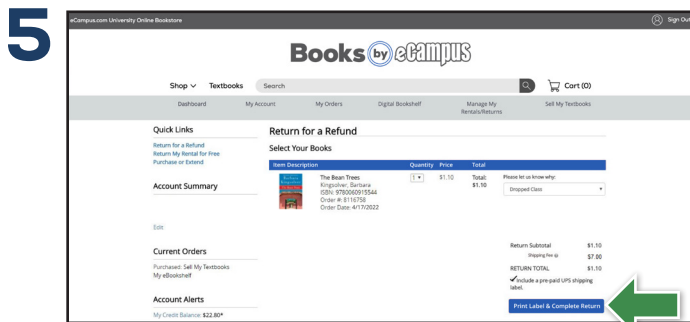 5
eCampus.com University Online Bookstore
Sign Out
Books by eCampus
Shop Textbooks Search Cart (0)
Dashboard My Account My Orders Digital Bookshelf Manage My Rentals/Returns Sell My Textbooks
Quick Links
Return for a Refund
Return My Rental for Free
Purchase or Extend
Account Summary
Edit
Current Orders
Purchased: Sell My Textbooks
My eBookshelf
Account Alerts
My Credit Balance: $22.80*
Return for a Refund
Select Your Books
Item Description Quantity Price Total
The Bean Trees 1 $1.10 Total: $1.10
Kingsolver, Barbara
ISBN: 9780060915544
Order #: 8116758
Order Date: 4/17/2022
Please let us know why:
Dropped Class
Return Subtotal $1.10
Shipping Fee $7.00
RETURN TOTAL $1.10
Include a pre-paid UPS shipping
label.
Print Label & Complete Return